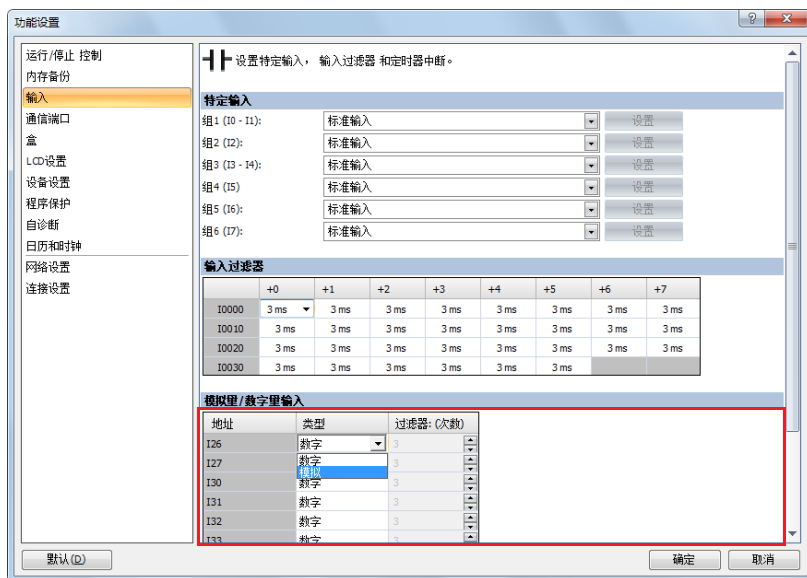 功能设置
运行/停止 控制
内存备份
输入
通信端口
盒
LCD设置
设备设置
程序保护
自诊断
日历和时钟
网络设置
连接设置
设置特定输入， 输入过滤器 和定时器中断。
特定输入
组1 (I0 - I1): 标准输入 设置
组2 (I2): 标准输入 设置
组3 (I3 - I4): 标准输入 设置
组4 (I5) 标准输入 设置
组5 (I6): 标准输入 设置
组6 (I7): 标准输入 设置
输入过滤器
+0 +1 +2 +3 +4 +5 +6 +7
I0000 3 ms 3 ms 3 ms 3 ms 3 ms 3 ms 3 ms 3 ms
I0010 3 ms 3 ms 3 ms 3 ms 3 ms 3 ms 3 ms 3 ms
I0020 3 ms 3 ms 3 ms 3 ms 3 ms 3 ms 3 ms 3 ms
I0030 3 ms 3 ms 3 ms 3 ms 3 ms 3 ms
模拟里/数字里输入
地址 类型 过滤器: (次数)
I26 数字 3
I27 数字 3
模拟
I30 数字 3
I31 数字 3
I32 数字 3
I33 数字 3
默认(D) 确定 取消